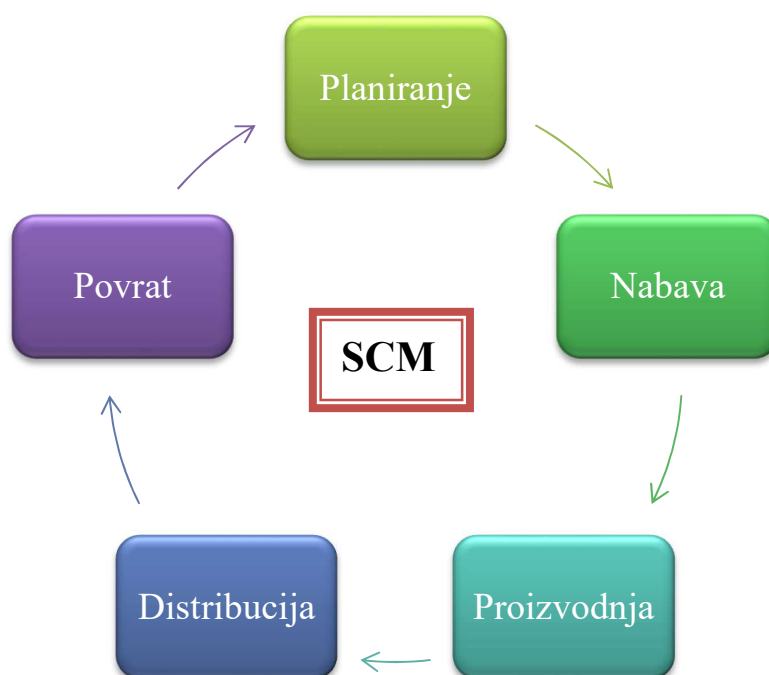 Planiranje
Nabava
Proizvodnja
Distribucija
Povrat
SCM